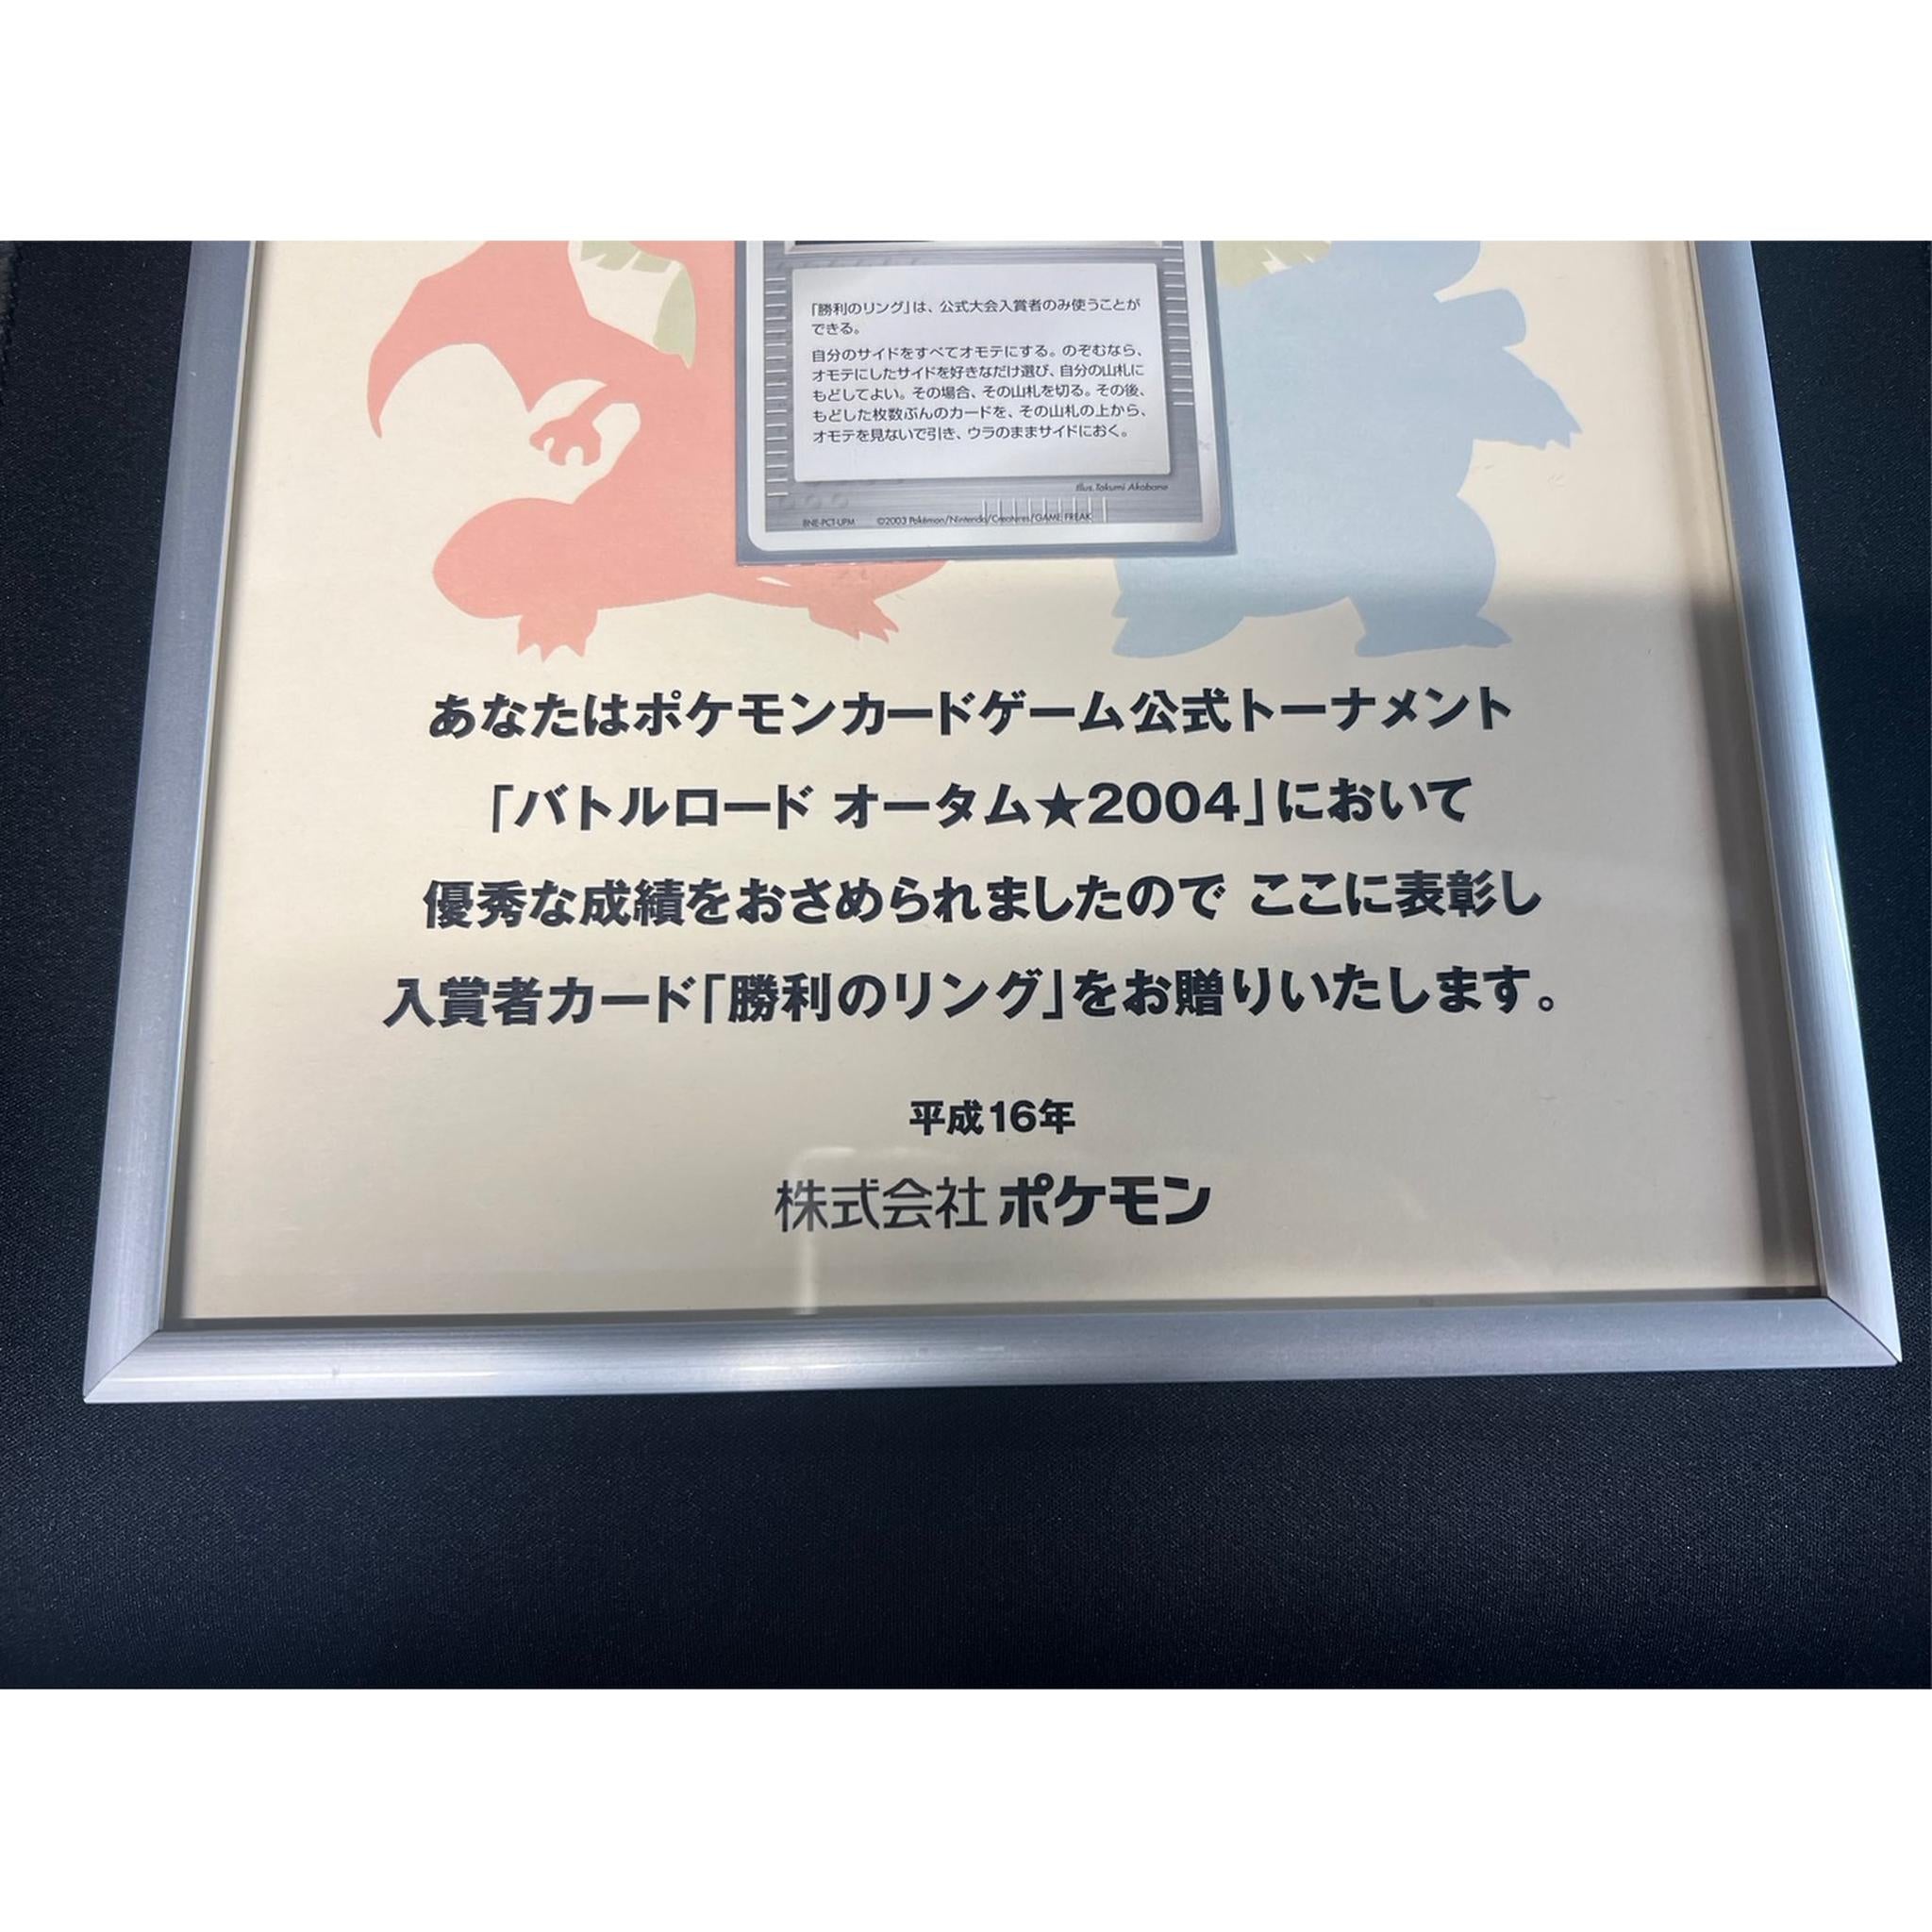 「勝利のリング」は、公式大会入賞者のみ使うことが
できる。
自分のサイドをすべてオモテにする。のぞむなら、
オモテにしたサイドを好きなだけ選び、自分の山札に
もどしてよい。その場合、その山札を切る。その後、
もどした枚数ぶんのカードを、その山札の上から、
オモテを見ないで引き、ウラのままサイドにおく。
Illus. Takumi Akabane
BNE-PCT-UPM ©2003 Pokémon/Nintendo/Creatures/GAME FREAK.
あなたはポケモンカードゲーム公式トーナメント
「バトルロード オータム★2004」において
優秀な成績をおさめられましたので ここに表彰し
入賞者カード「勝利のリング」をお贈りいたします。
平成16年
株式会社 ポケモン